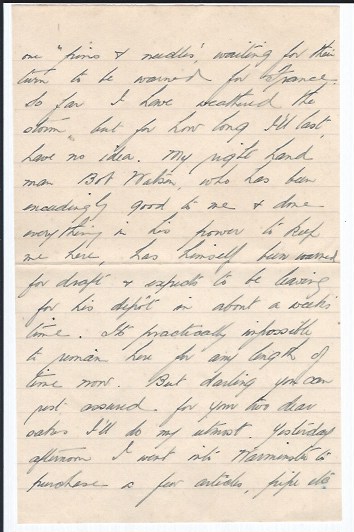 one "pins & needles", waiting for their
turn to be warned for France.
So far I have weathered the
storm, but for how long I'll last,
have no idea. My right hand
man Bob Watson, who has been
exceedingly good to me & done
everything in his power to keep
me here, has himself been warned
for draft & expects to be leaving
for his depôt in about a week's
time. It's practically impossible
to remain here for any length of
time now. But darling you can
rest assured. For you two dear
sakes I'll do my utmost. Yesterday
afternoon I went into Warminster to
purchase a few articles, pipe etc.